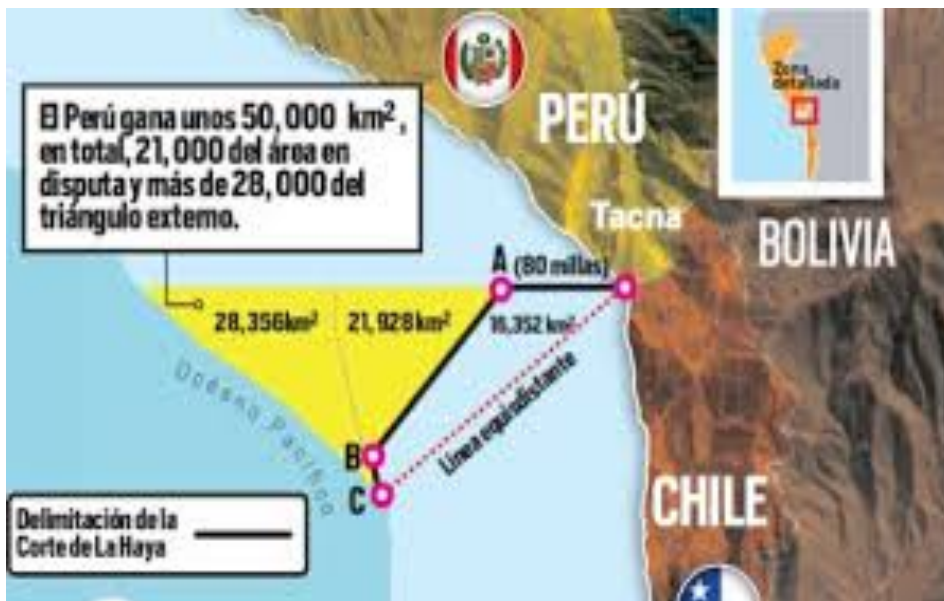 El Perú gana unos 50,000 km²,
en total, 21,000 del área en
disputa y más de 28,000 del
triángulo externo.
PERÚ
Zona
detallada
Tacna
BOLIVIA
A (80 millas)
28,356km²
21,928km²
16,352 km²
Océano Pacífico
Línea equidistante
B
C
CHILE
Delimitación de la
Corte de La Haya